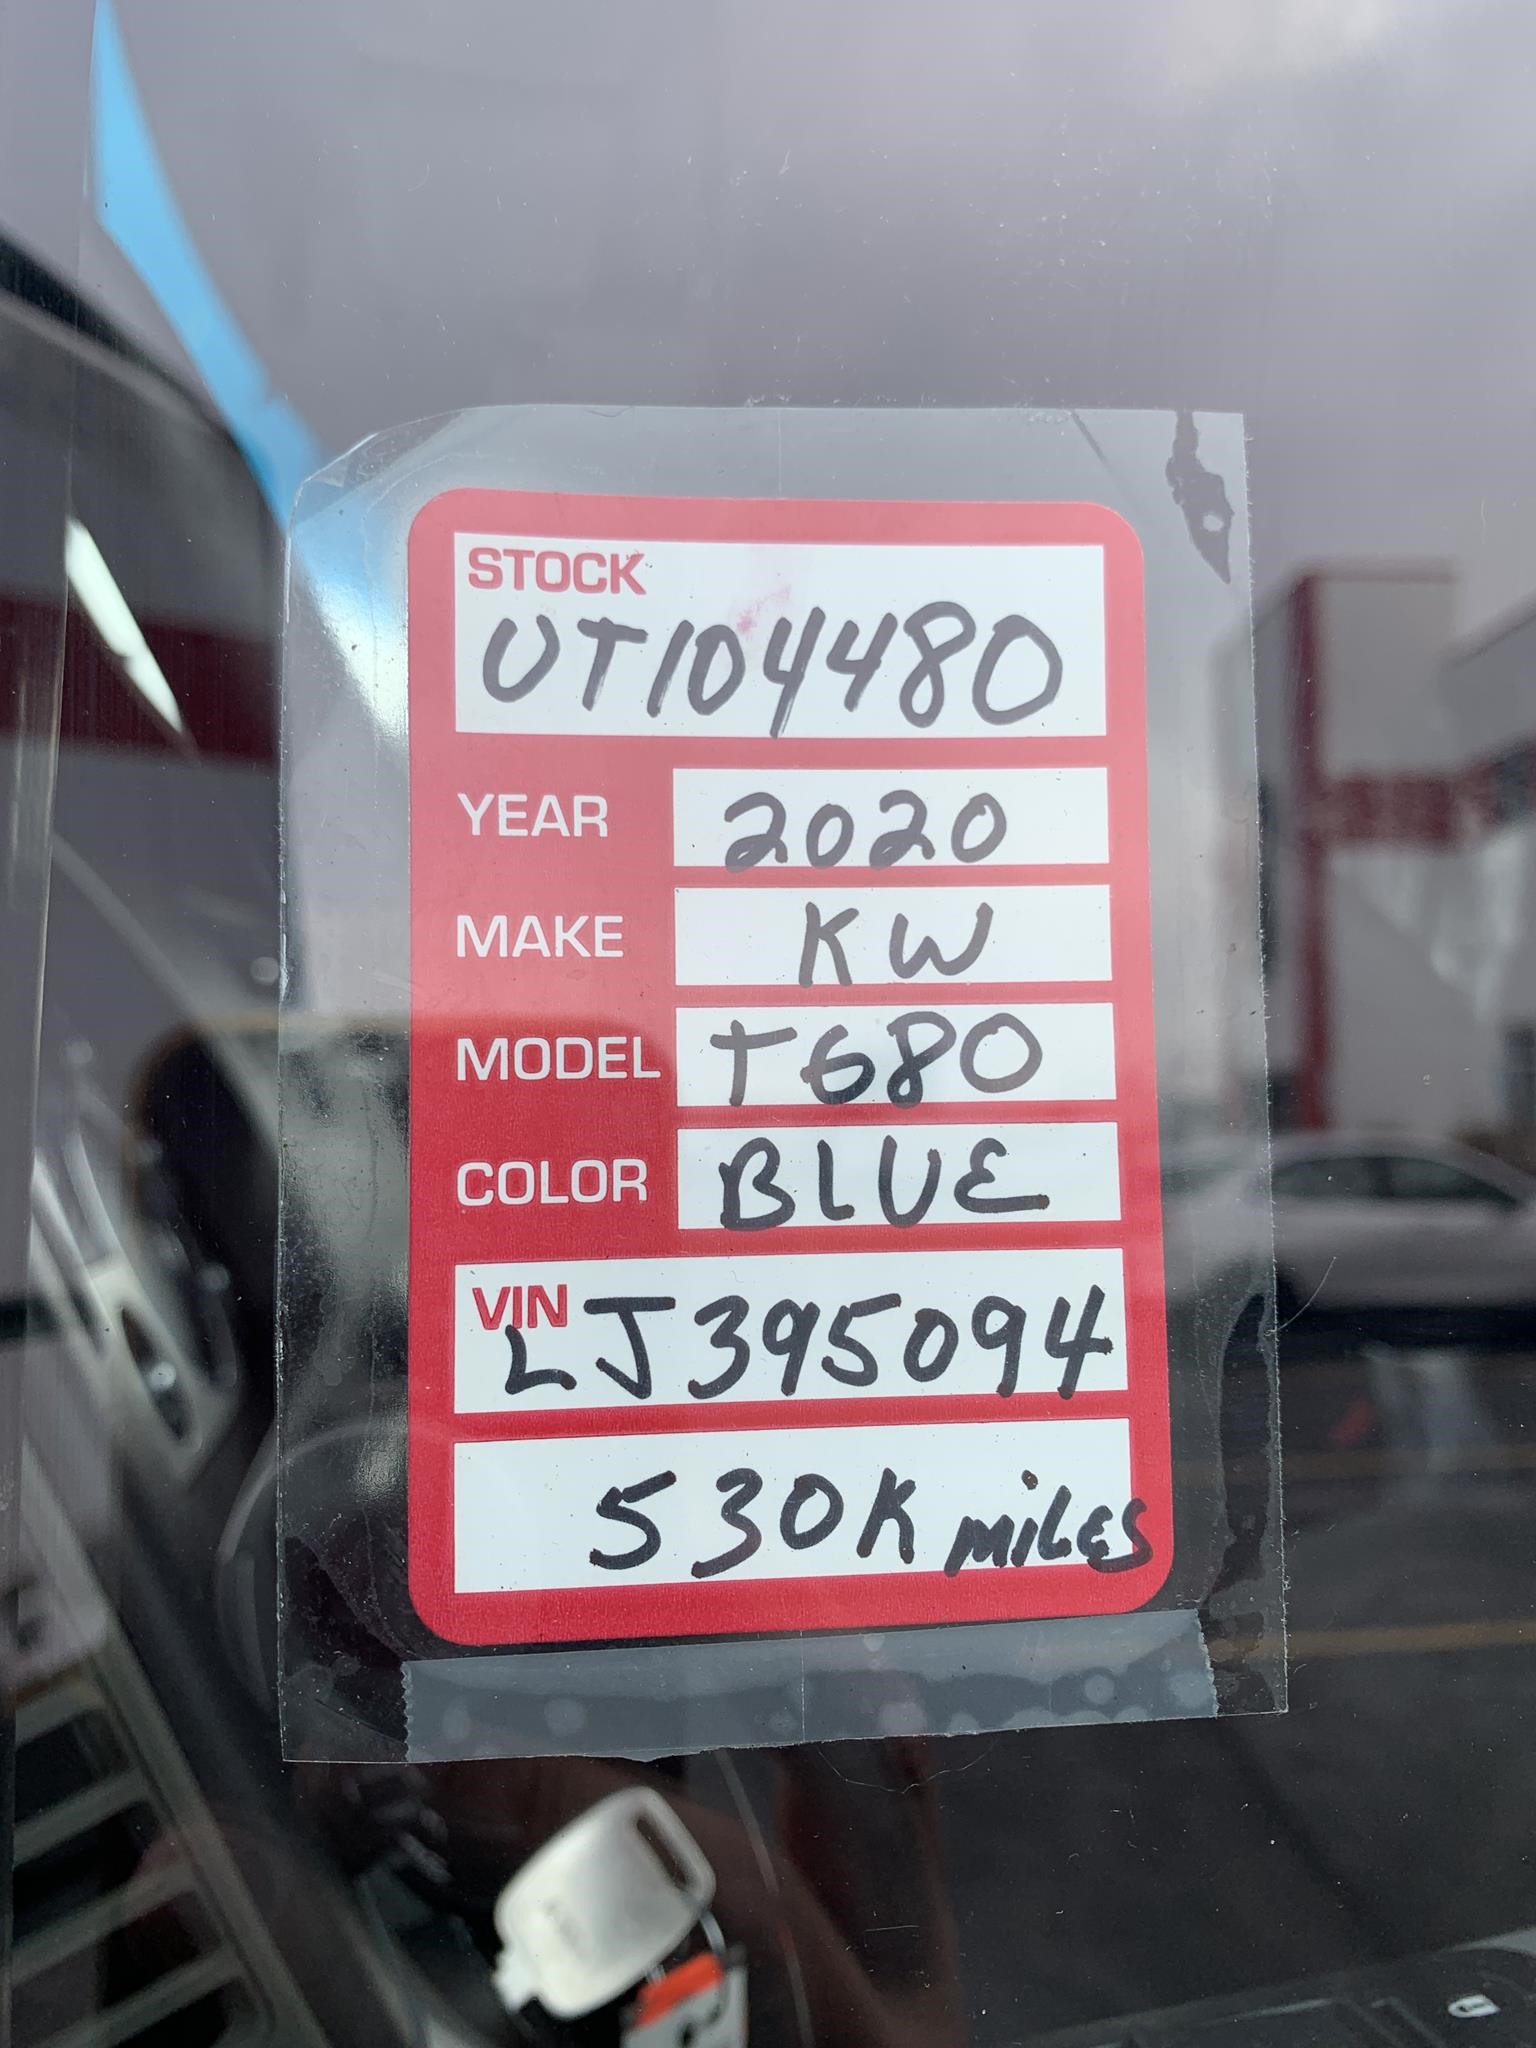 STOCK
UT104480
YEAR 2020
MAKE KW
MODEL T680
COLOR BLUE
VIN
LJ395094
530K MILES